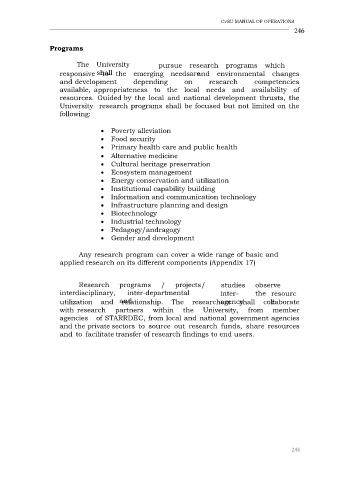 CvSU MANUAL OF OPERATIONS
246
Programs
The University shall pursue research programs which
responsive to the emerging needs and environmental changes
and development depending on research competencies
available, appropriateness to the local needs and availability of
resources. Guided by the local and national development thrusts, the
University research programs shall be focused but not limited on the
following:
• Poverty alleviation
• Food security
• Primary health care and public health
• Alternative medicine
• Cultural heritage preservation
• Ecosystem management
• Energy conservation and utilization
• Institutional capability building
• Information and communication technology
• Infrastructure planning and design
• Biotechnology
• Industrial technology
• Pedagogy/andragogy
• Gender and development
Any research program can cover a wide range of basic and
applied research on its different components (Appendix 17)
Research programs / projects/ studies observe
interdisciplinary, inter-departmental and inter-agency the resourc
utilization and relationship. The researchers shall collaborate
with research partners within the University, from member
agencies of STARRDEC, from local and national government agencies
and the private sectors to source out research funds, share resources
and to facilitate transfer of research findings to end users.
246